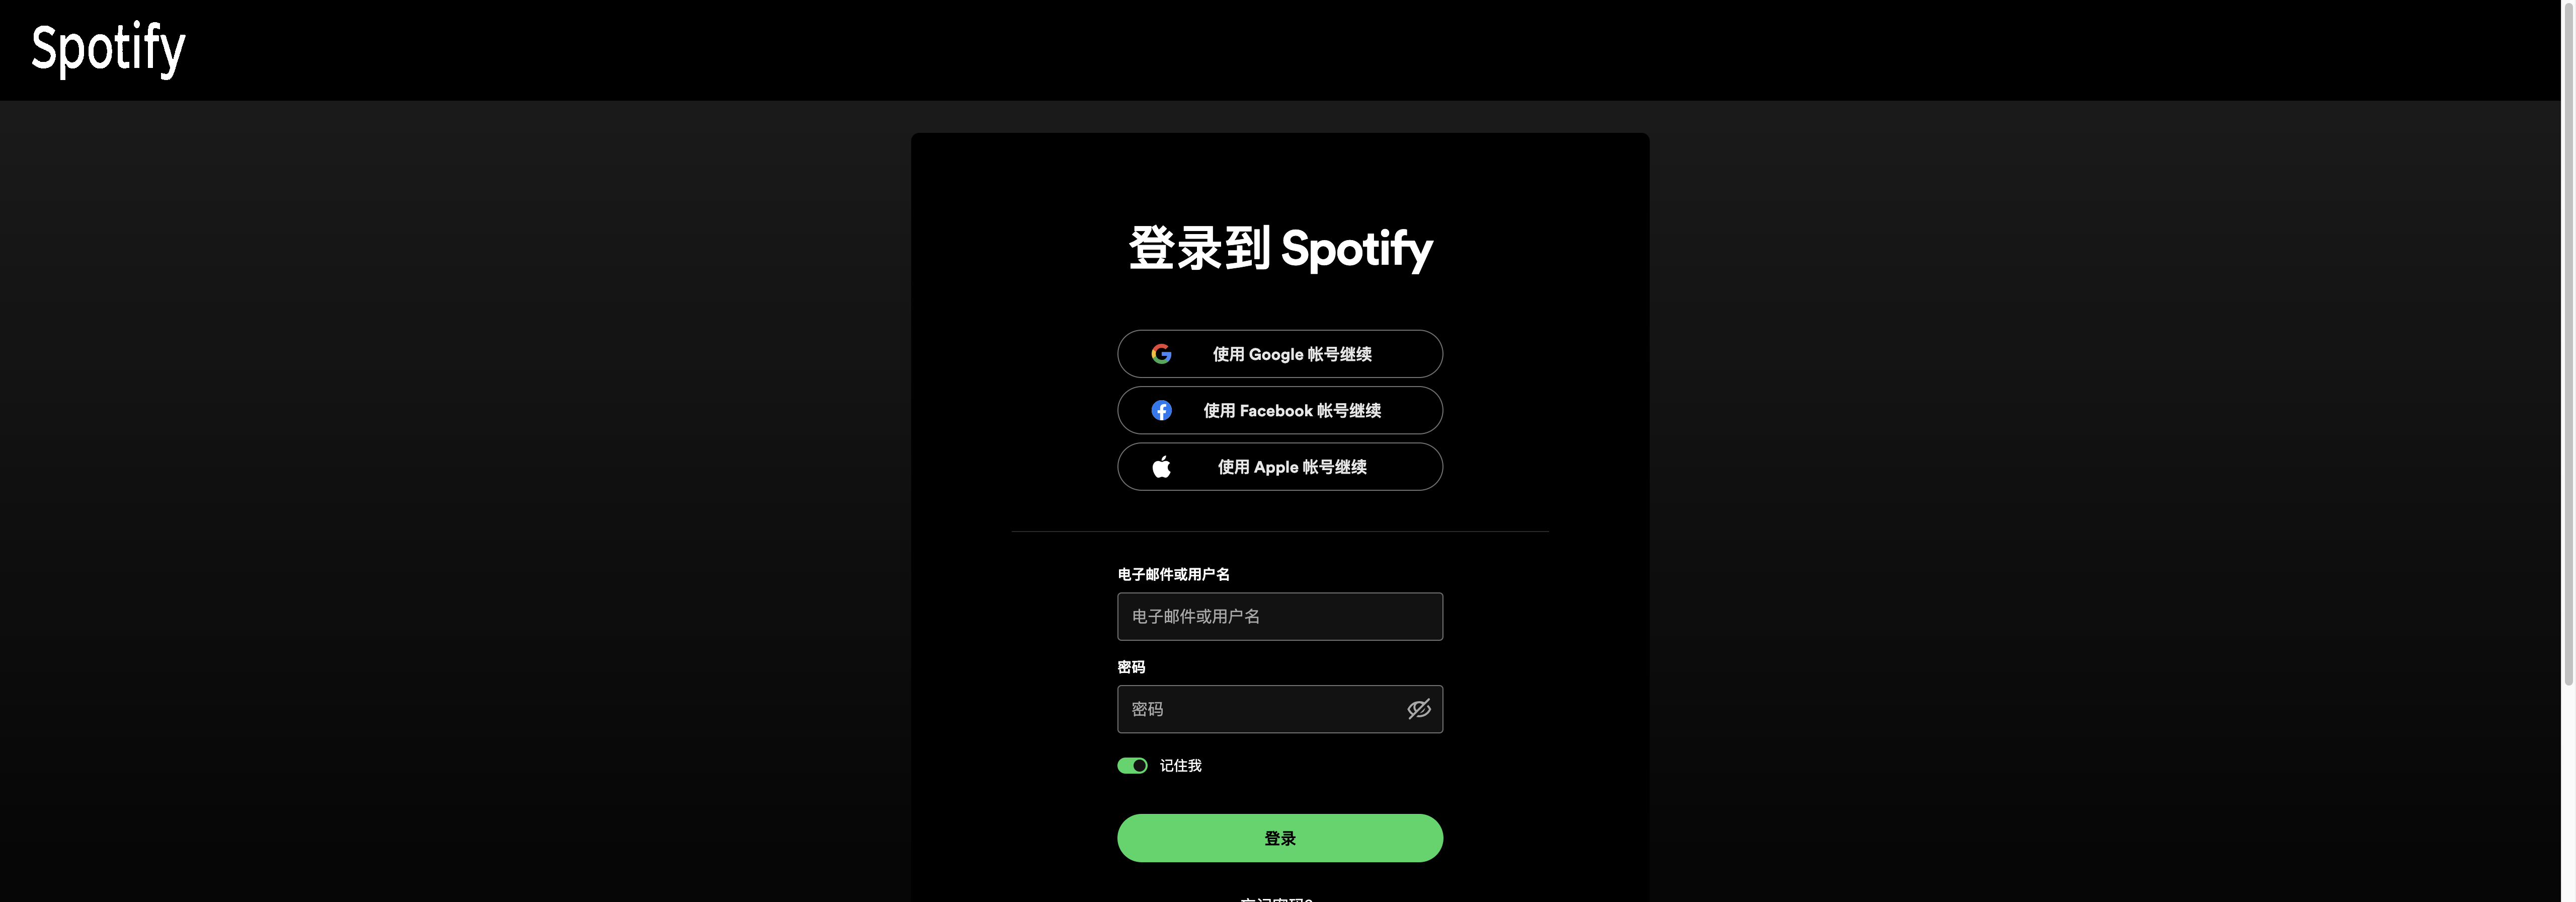 Spotify
登录到 Spotify
使用 Google 帐号继续
使用 Facebook 帐号继续
使用 Apple 帐号继续
电子邮件或用户名
电子邮件或用户名
密码
密码
记住我
登录